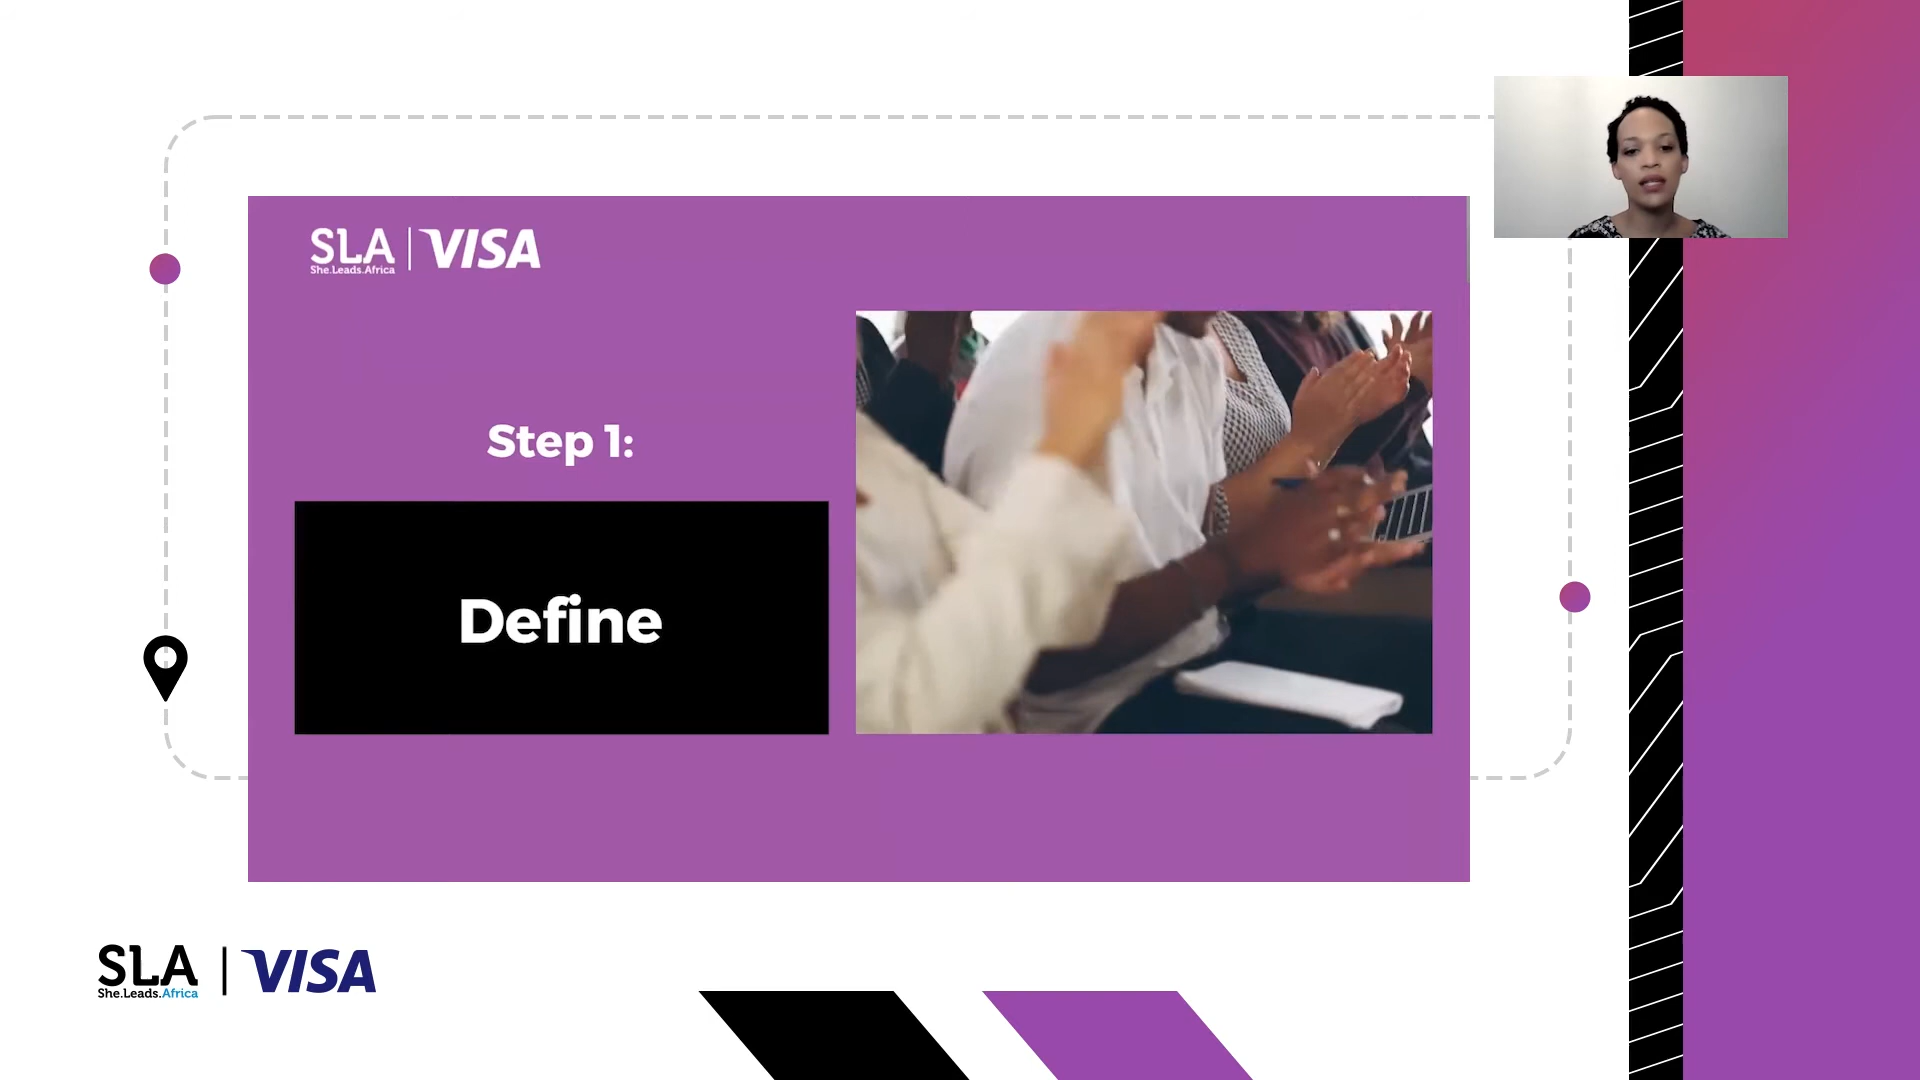 SLA | VISA
She.Leads.Africa
Step 1:
Define
SLA | VISA
She.Leads.Africa